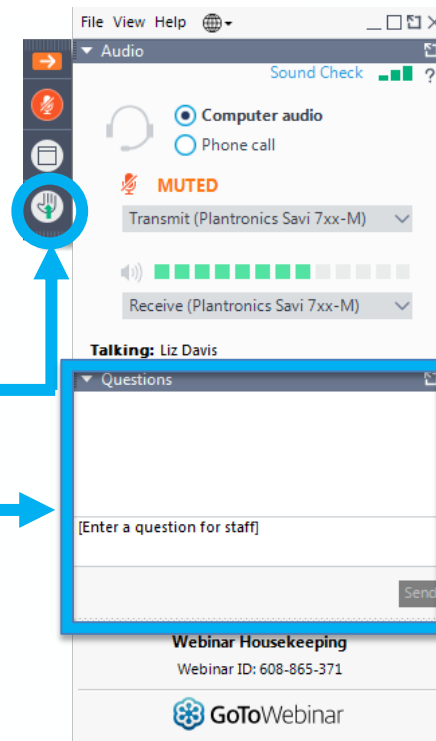 File View Help
Audio
Sound Check ?
Computer audio
Phone call
MUTED
Transmit (Plantronics Savi 7xx-M)
Receive (Plantronics Savi 7xx-M)
Talking: Liz Davis
Questions
[Enter a question for staff]
Send
Webinar Housekeeping
Webinar ID: 608-865-371
GoToWebinar